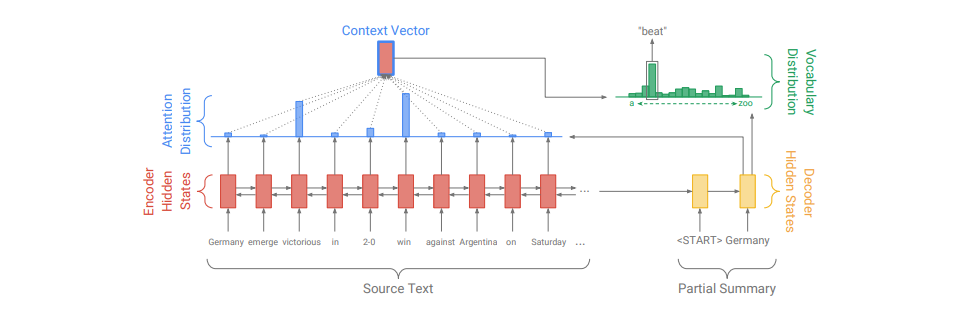 Context Vector
"beat"
Vocabulary
Distribution
a
zoo
Attention
Distribution
Encoder
Hidden
States
Decoder
Hidden States
...
Germany emerge victorious in 2-0 win against Argentina on Saturday ...
<START> Germany
Source Text
Partial Summary